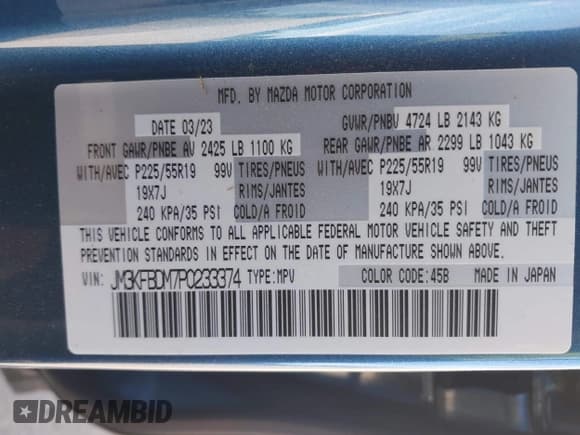 MFD. BY MAZDA MOTOR CORPORATION
DATE 03/23 GVWR/PNBV 4724 LB 2143 KG
FRONT GAWR/PNBE AV 2425 LB 1100 KG REAR GAWR/PNBE AR 2299 LB 1043 KG
WITH/AVEC P225/55R19 99V TIRES/PNEUS WITH/AVEC P225/55R19 99V TIRES/PNEUS
19X7J RIMS/JANTES 19X7J RIMS/JANTES
240 KPA/35 PSI COLD/A FROID 240 KPA/35 PSI COLD/A FROID
THIS VEHICLE CONFORMS TO ALL APPLICABLE FEDERAL MOTOR VEHICLE SAFETY AND THEFT
PREVENTION STANDARDS IN EFFECT ON THE DATE OF MANUFACTURE SHOWN ABOVE.
VIN: JM3KFBDM7P0233374 TYPE:MPV COLOR CODE:45B MADE IN JAPAN
DREAMBID